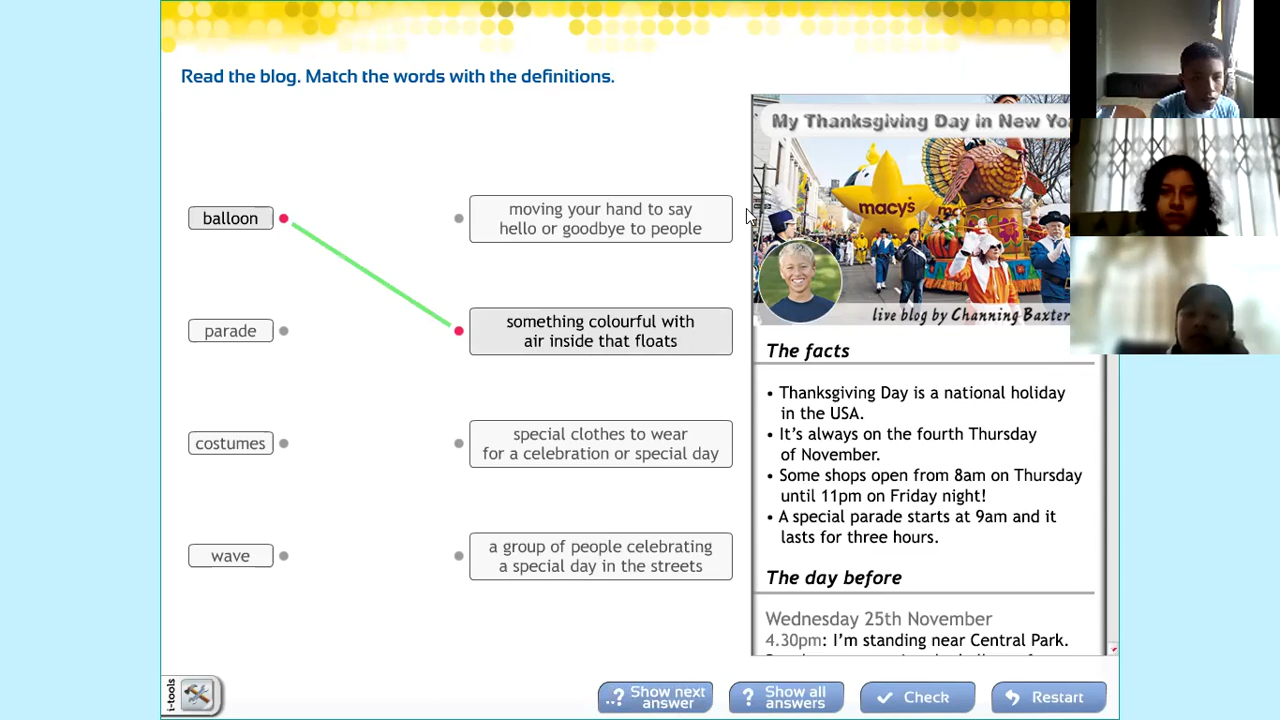 Read the blog. Match the words with the definitions.
balloon
parade
costumes
wave
moving your hand to say
hello or goodbye to people
something colourful with
air inside that floats
special clothes to wear
for a celebration or special day
a group of people celebrating
a special day in the streets
My Thanksgiving Day in New
macy's
live blog by Channing Baxter
The facts
• Thanksgiving Day is a national holiday
in the USA.
• It's always on the fourth Thursday
of November.
• Some shops open from 8am on Thursday
until 11pm on Friday night!
• A special parade starts at 9am and it
lasts for three hours.
The day before
Wednesday 25th November
4.30pm: I'm standing near Central Park.
i-tools
Show next
answer
Show all
answers
Check
Restart